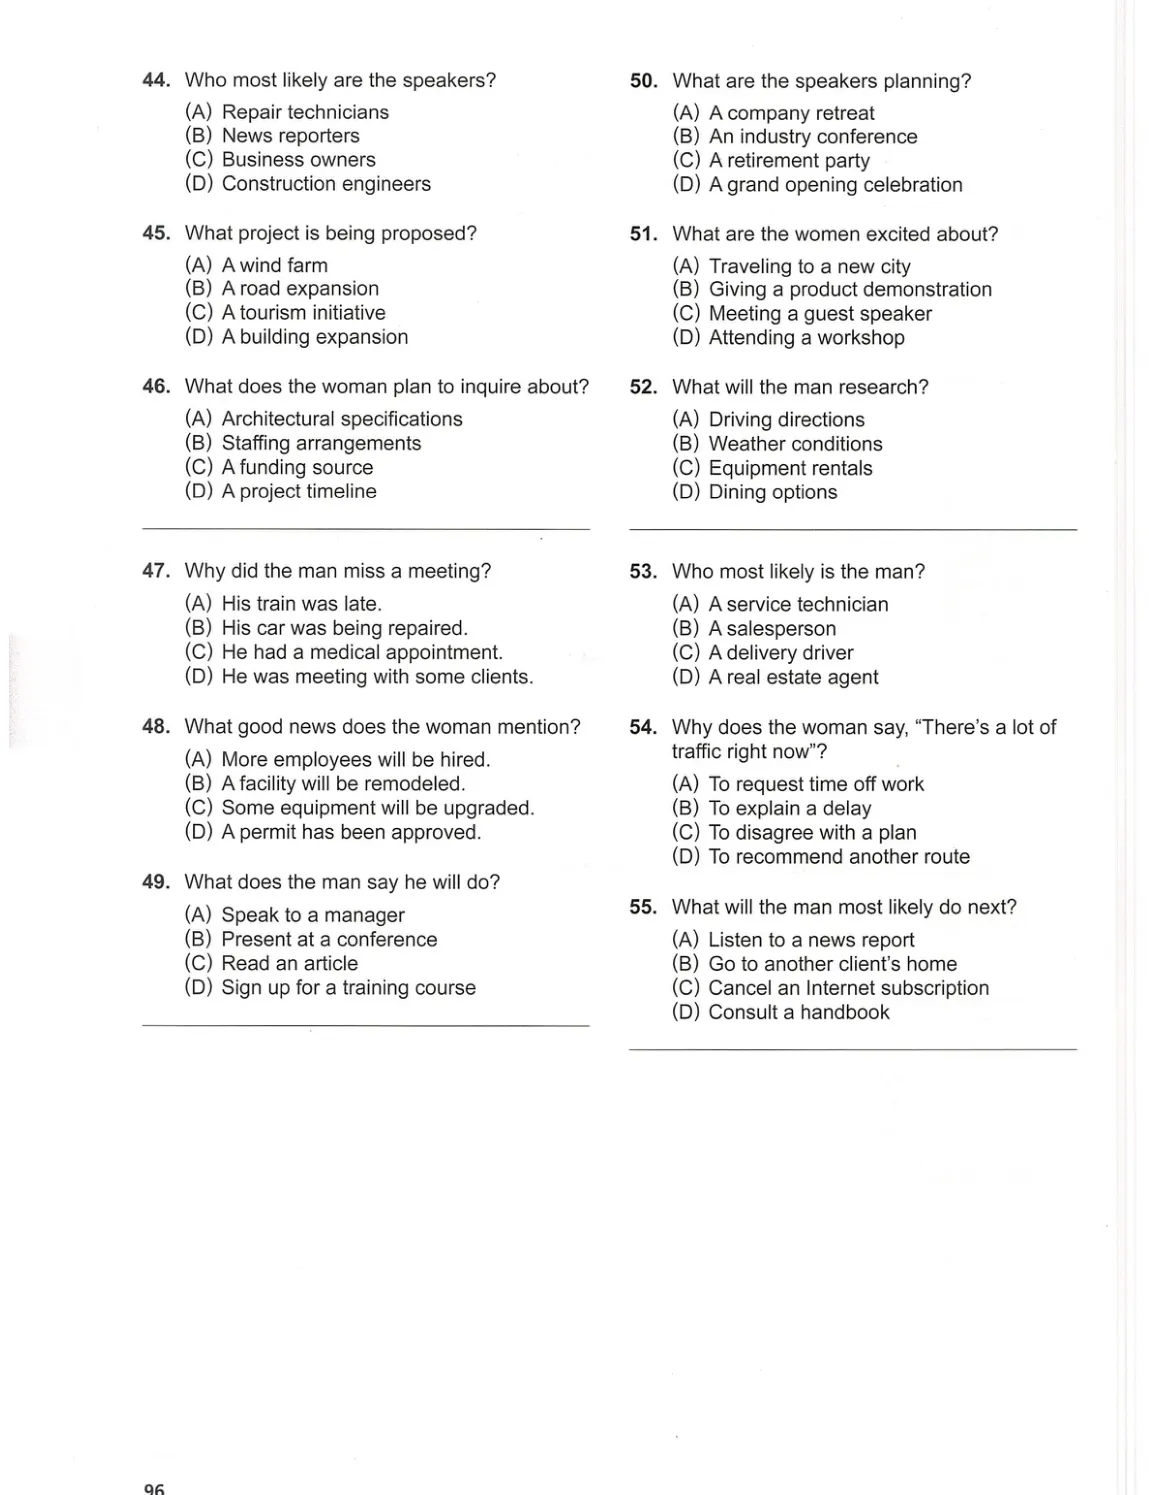 44. Who most likely are the speakers?
(A) Repair technicians
(B) News reporters
(C) Business owners
(D) Construction engineers
45. What project is being proposed?
(A) A wind farm
(B) A road expansion
(C) A tourism initiative
(D) A building expansion
46. What does the woman plan to inquire about?
(A) Architectural specifications
(B) Staffing arrangements
(C) A funding source
(D) A project timeline
47. Why did the man miss a meeting?
(A) His train was late.
(B) His car was being repaired.
(C) He had a medical appointment.
(D) He was meeting with some clients.
48. What good news does the woman mention?
(A) More employees will be hired.
(B) A facility will be remodeled.
(C) Some equipment will be upgraded.
(D) A permit has been approved.
49. What does the man say he will do?
(A) Speak to a manager
(B) Present at a conference
(C) Read an article
(D) Sign up for a training course
50. What are the speakers planning?
(A) A company retreat
(B) An industry conference
(C) A retirement party
(D) A grand opening celebration
51. What are the women excited about?
(A) Traveling to a new city
(B) Giving a product demonstration
(C) Meeting a guest speaker
(D) Attending a workshop
52. What will the man research?
(A) Driving directions
(B) Weather conditions
(C) Equipment rentals
(D) Dining options
53. Who most likely is the man?
(A) A service technician
(B) A salesperson
(C) A delivery driver
(D) A real estate agent
54. Why does the woman say, “There’s a lot of
traffic right now”?
(A) To request time off work
(B) To explain a delay
(C) To disagree with a plan
(D) To recommend another route
55. What will the man most likely do next?
(A) Listen to a news report
(B) Go to another client’s home
(C) Cancel an Internet subscription
(D) Consult a handbook
96